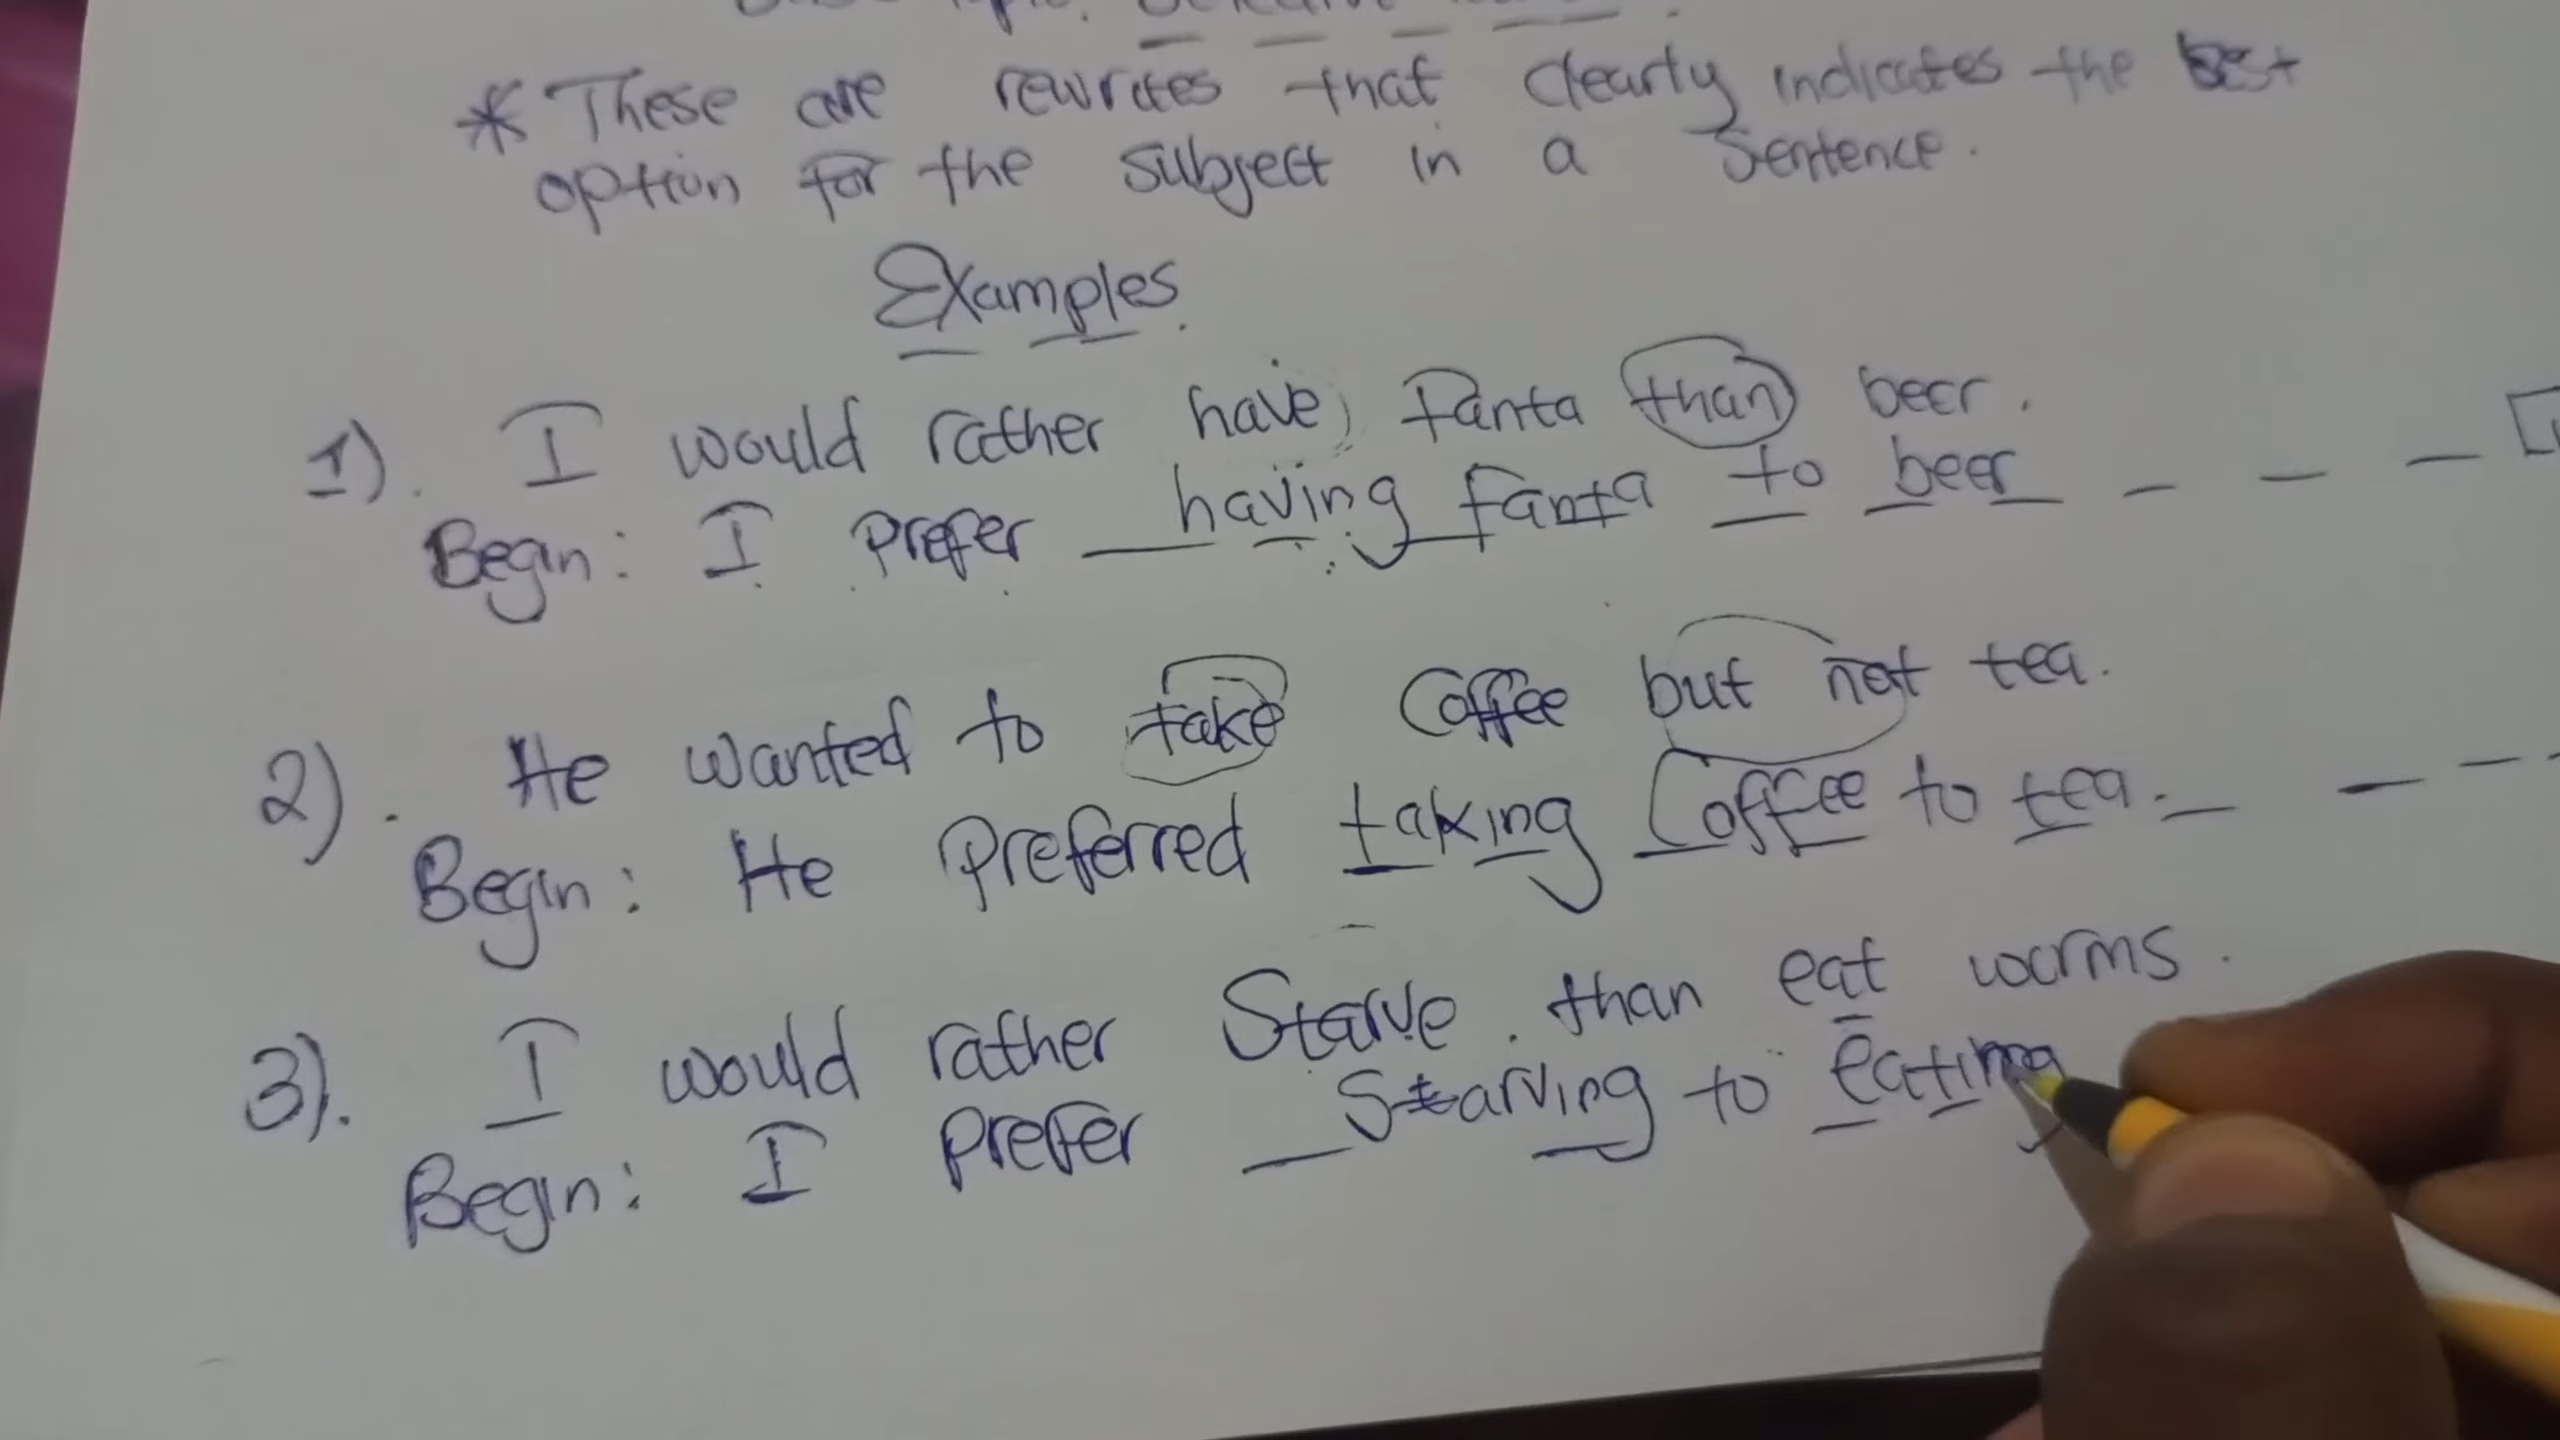 * These are rewrites that clearly indicates the best
option for the subject in a sentence.
Examples.
1). I would rather have Fanta than beer.
Begin: I prefer having Fanta to beer
2). He wanted to take Coffee but not tea.
Begin: He preferred taking Coffee to tea.
3). I would rather Starve than eat worms.
Begin: I prefer Starving to eating